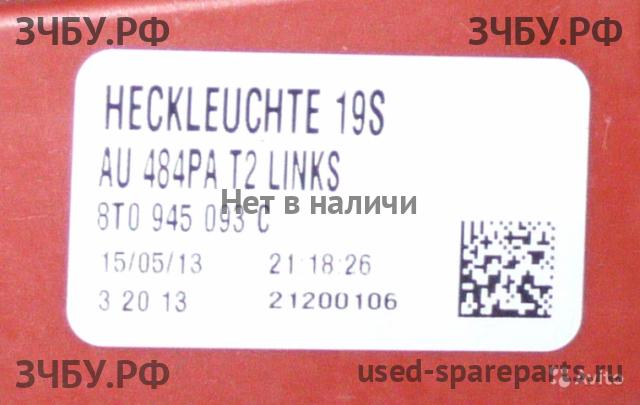 ЗЧБУ.РФ ЗЧБУ.РФ
HECKLEUCHTE 19S
AU 484PA T2 LINKS
Нет в наличи
8T0 945 093 C
15/05/13 21:18:26
3 20 13 21200106
ЗЧБУ.РФ used-spareparts.ru
Avito